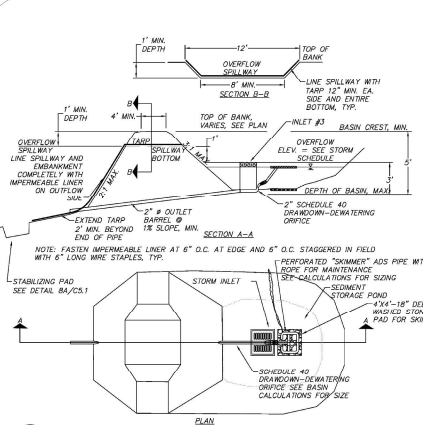 12'
TOP OF
BANK
1' MIN.
DEPTH
OVERFLOW
SPILLWAY
8' MIN.
SECTION B-B
LINE SPILLWAY WITH
TARP 12" MIN. EA.
SIDE AND ENTIRE
BOTTOM, TYP.
1' MIN.
DEPTH
B
4' MIN.
TOP OF BANK,
VARIES, SEE PLAN
INLET #3
BASIN CREST, MIN.
OVERFLOW
SPILLWAY
TARP
SPILLWAY
BOTTOM
3:1 MAX.
1'
OVERFLOW
ELEV. = SEE STORM
SCHEDULE
LINE SPILLWAY AND
EMBANKMENT
COMPLETELY WITH
IMPERMEABLE LINER
ON OUTFLOW
SIDE
B
2:1 MAX.
5'
3'
DEPTH OF BASIN, MAX
EXTEND TARP
2' MIN. BEYOND
END OF PIPE
2" ø OUTLET
BARREL @
1% SLOPE, MIN.
2" SCHEDULE 40
DRAWDOWN-DEWATERING
ORIFICE
SECTION A-A
NOTE: FASTEN IMPERMEABLE LINER AT 6" O.C. AT EDGE AND 6" O.C. STAGGERED IN FIELD
WITH 6" LONG WIRE STAPLES, TYP.
STABILIZING PAD
SEE DETAIL 8A/C5.1
PERFORATED "SKIMMER" ADS PIPE WIT
ROPE FOR MAINTENANCE
SEE CALCULATIONS FOR SIZING
STORM INLET
SEDIMENT
STORAGE POND
4'X4'-18" DEE
WASHED STON
PAD FOR SKI
A
A
SCHEDULE 40
DRAWDOWN-DEWATERING
ORIFICE SEE BASIN
CALCULATIONS FOR SIZE
PLAN